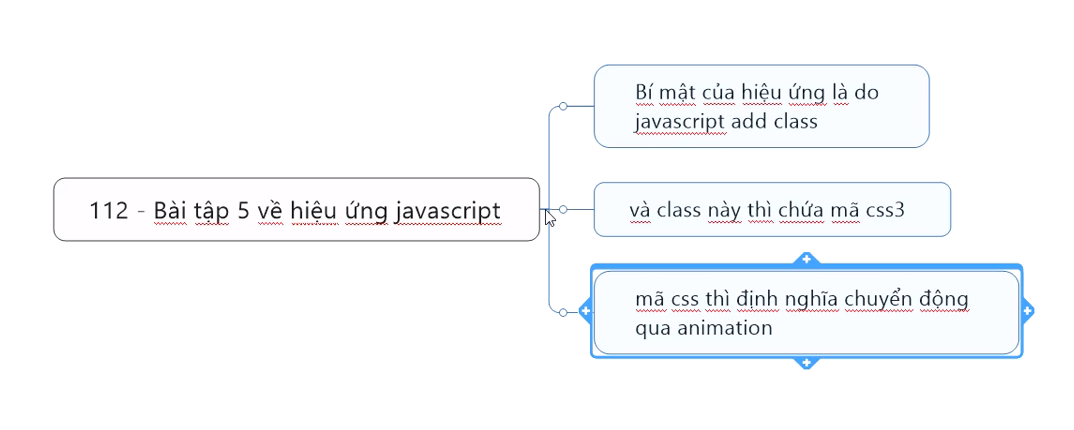 Bí mật của hiệu ứng là do
javascript add class
112 - Bài tập 5 về hiệu ứng javascript
và class này thì chứa mã css3
mã css thì định nghĩa chuyển động
qua animation